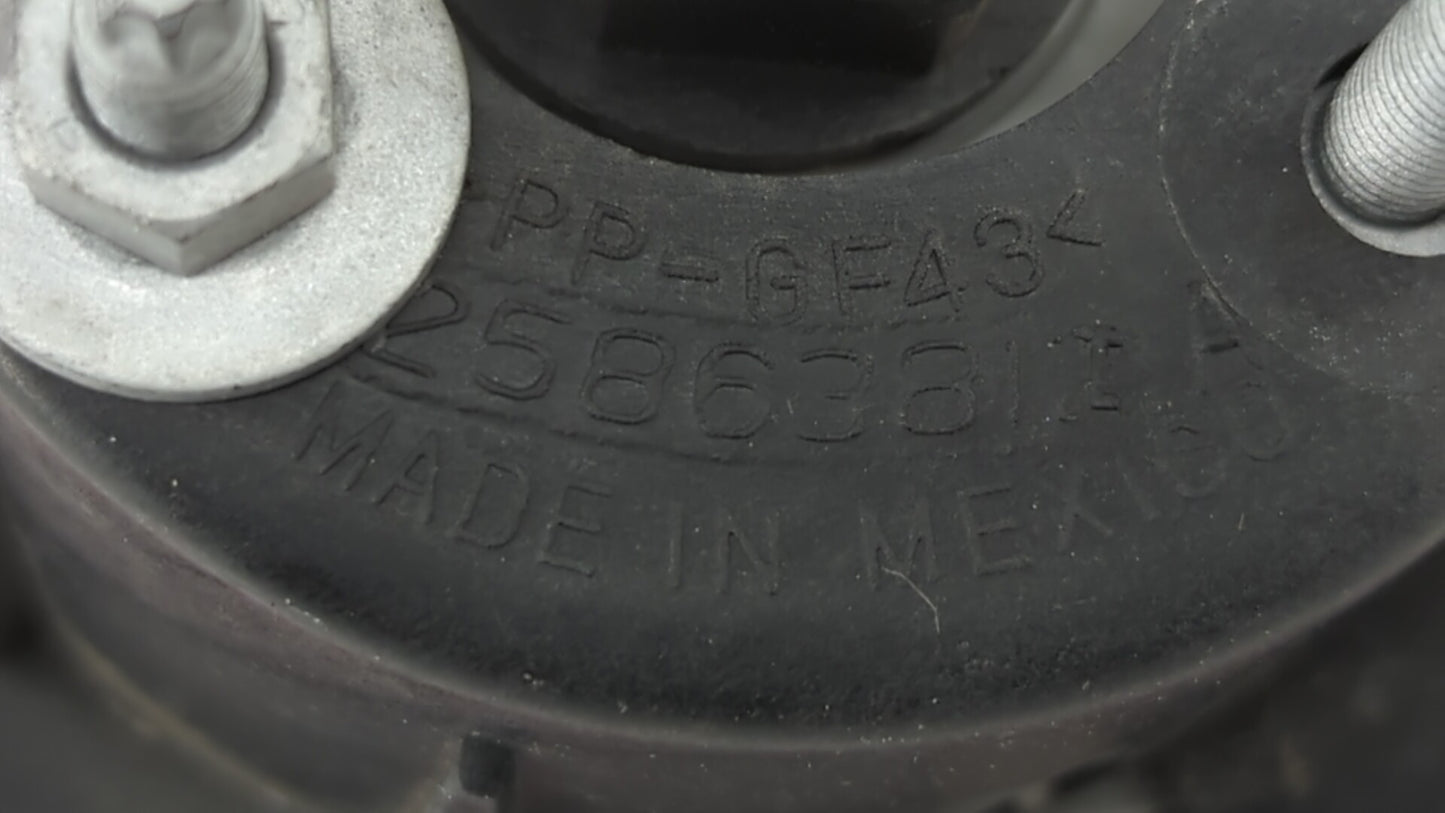 >PP-GF43<
25863811 A
MADE IN MEXICO